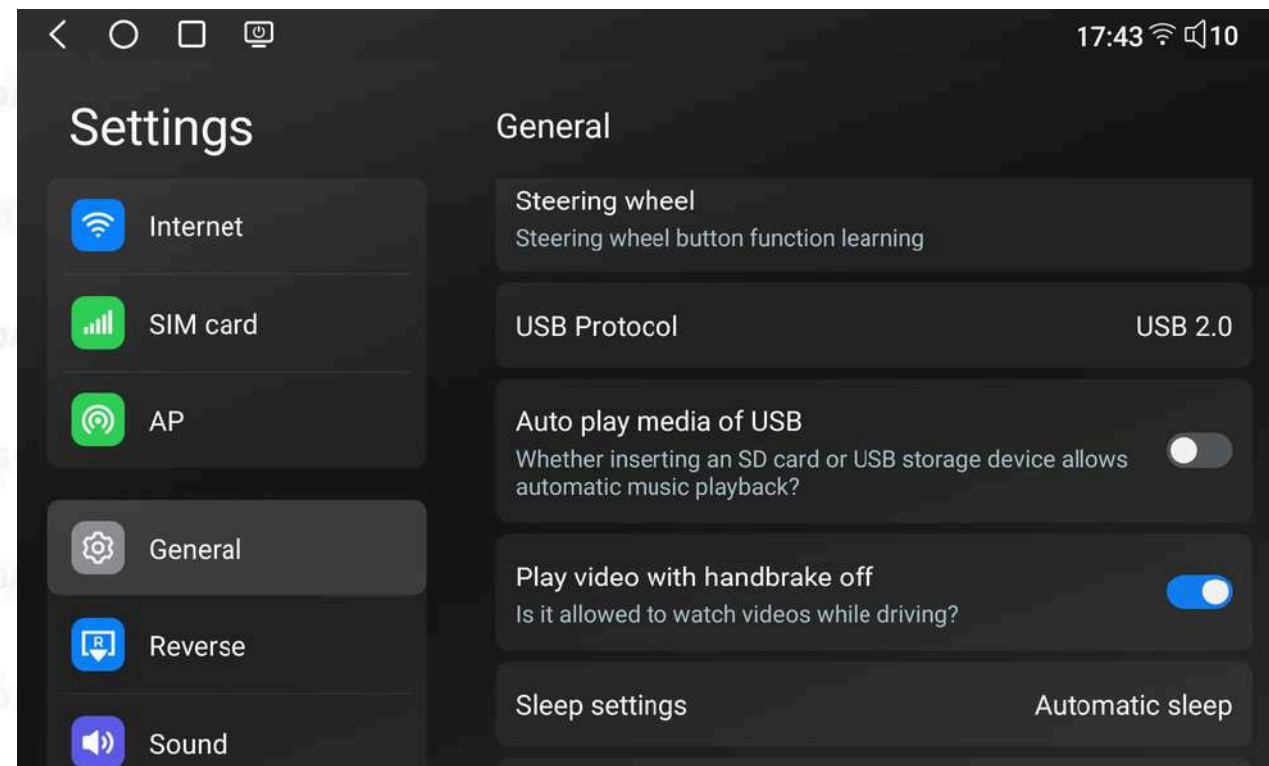 17:43 10
Settings
General
Internet
SIM card
AP
General
R
Reverse
Sound
Steering wheel
Steering wheel button function learning
USB Protocol
USB 2.0
Auto play media of USB
Whether inserting an SD card or USB storage device allows
automatic music playback?
Play video with handbrake off
Is it allowed to watch videos while driving?
Sleep settings
Automatic sleep